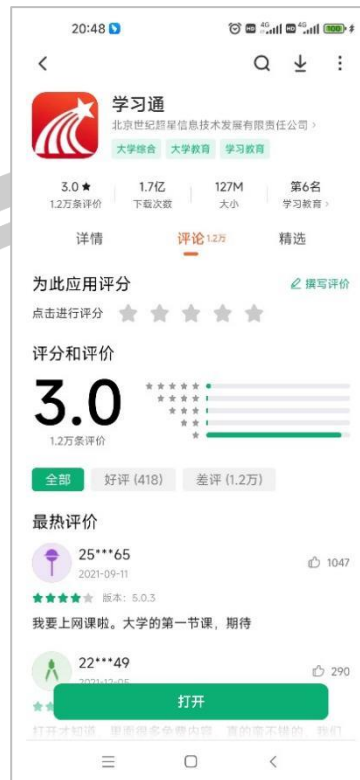 20:48
学习通
北京世纪超星信息技术发展有限责任公司 >
大学综合 大学教育 学习教育
3.0 ★ 1.7亿 127M 第6名
1.2万条评价 下载次数 大小 学习教育 >
详情 评论 1.2万 精选
为此应用评分 撰写评价
点击进行评分
评分和评价
3.0
1.2万条评价
全部 好评 (418) 差评 (1.2万)
最热评价
25***65 1047
2021-09-11
版本: 5.0.3
我要上网课啦。大学的第一节课，期待
22***49 290
2021-12-05
打开